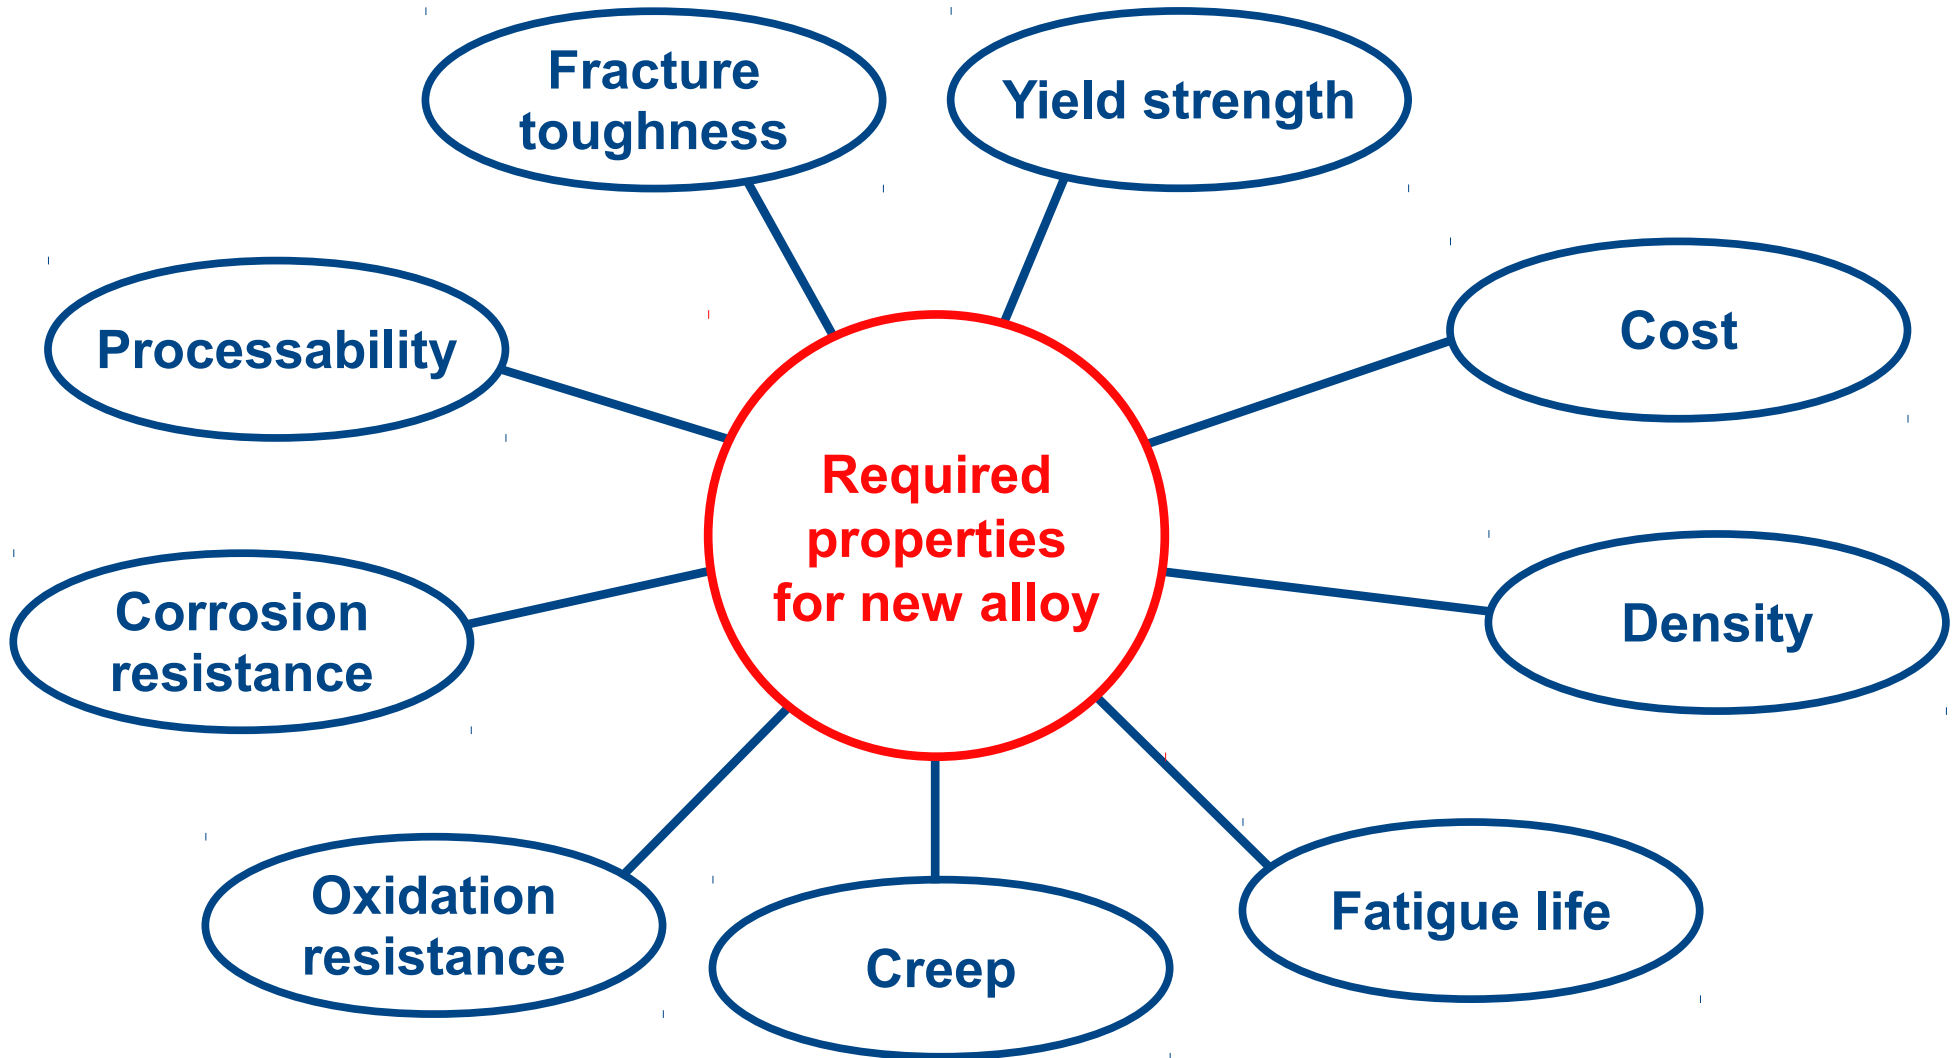 Fracture
toughness
Yield strength
Processability
Cost
Required
properties
for new alloy
Corrosion
resistance
Density
Oxidation
resistance
Creep
Fatigue life